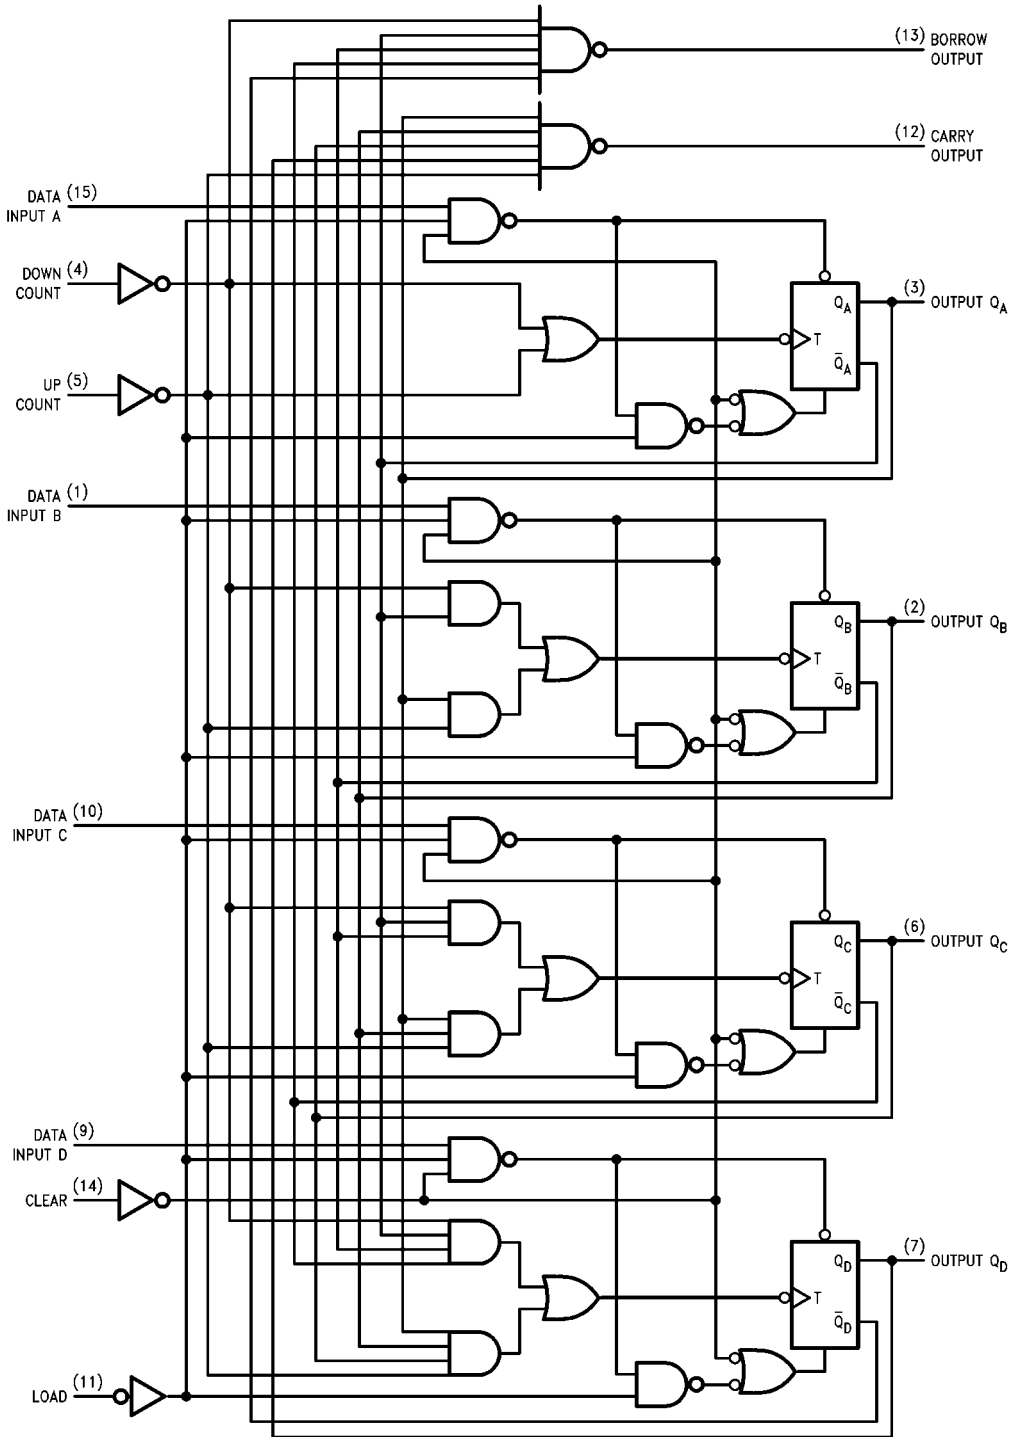 (13) BORROW
OUTPUT
(12) CARRY
OUTPUT
DATA (15)
INPUT A
DOWN (4)
COUNT
Q_A
(3) OUTPUT Q_A
T
Q̅_A
UP (5)
COUNT
DATA (1)
INPUT B
Q_B
(2) OUTPUT Q_B
T
Q̅_B
DATA (10)
INPUT C
Q_C
(6) OUTPUT Q_C
T
Q̅_C
DATA (9)
INPUT D
CLEAR (14)
Q_D
(7) OUTPUT Q_D
T
Q̅_D
LOAD (11)